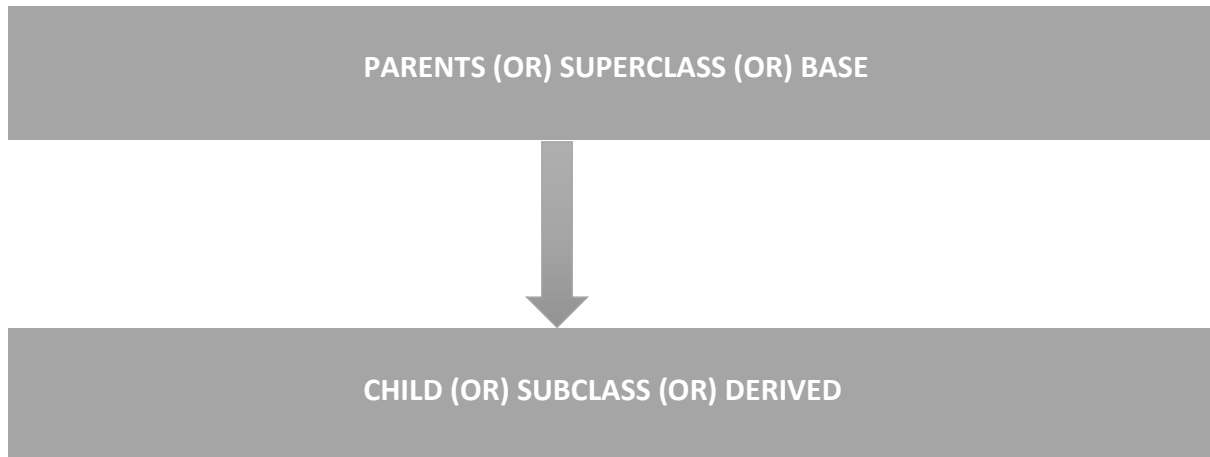 PARENTS (OR) SUPERCLASS (OR) BASE
CHILD (OR) SUBCLASS (OR) DERIVED